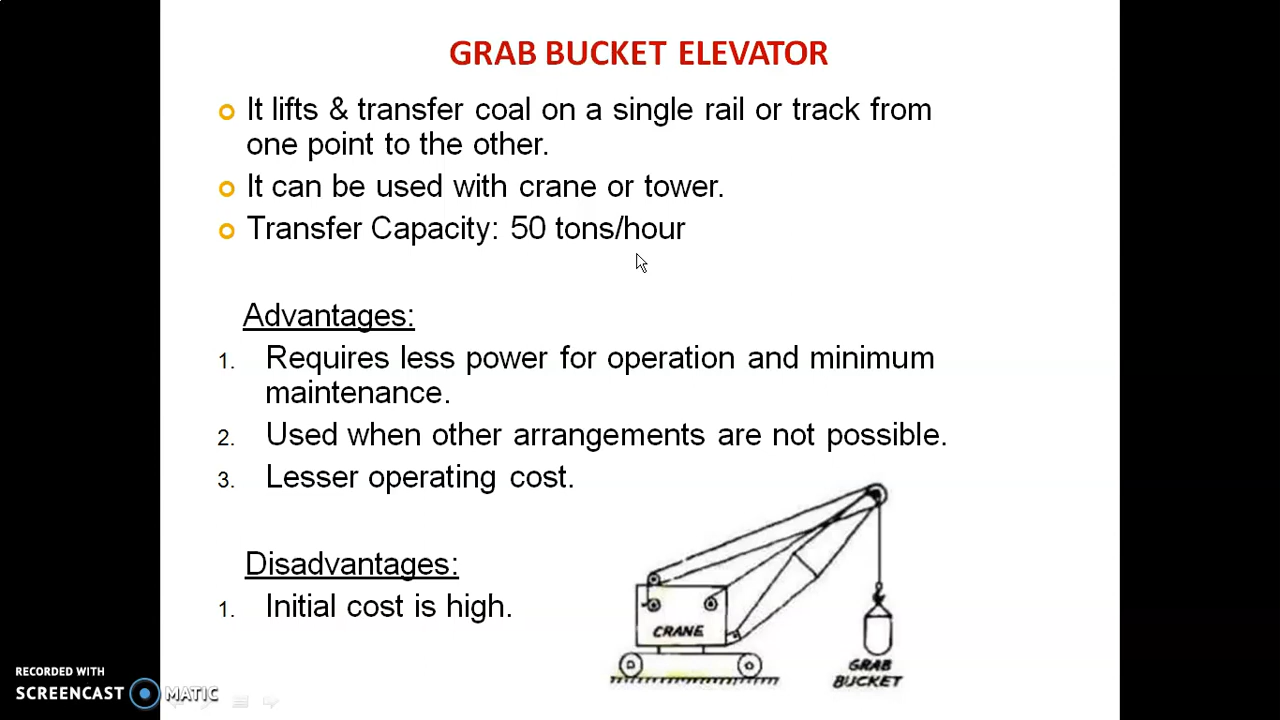 GRAB BUCKET ELEVATOR
It lifts & transfer coal on a single rail or track from
one point to the other.
It can be used with crane or tower.
Transfer Capacity: 50 tons/hour
Advantages:
1. Requires less power for operation and minimum
maintenance.
2. Used when other arrangements are not possible.
3. Lesser operating cost.
Disadvantages:
1. Initial cost is high.
CRANE
GRAB
BUCKET
RECORDED WITH
SCREENCAST MATIC